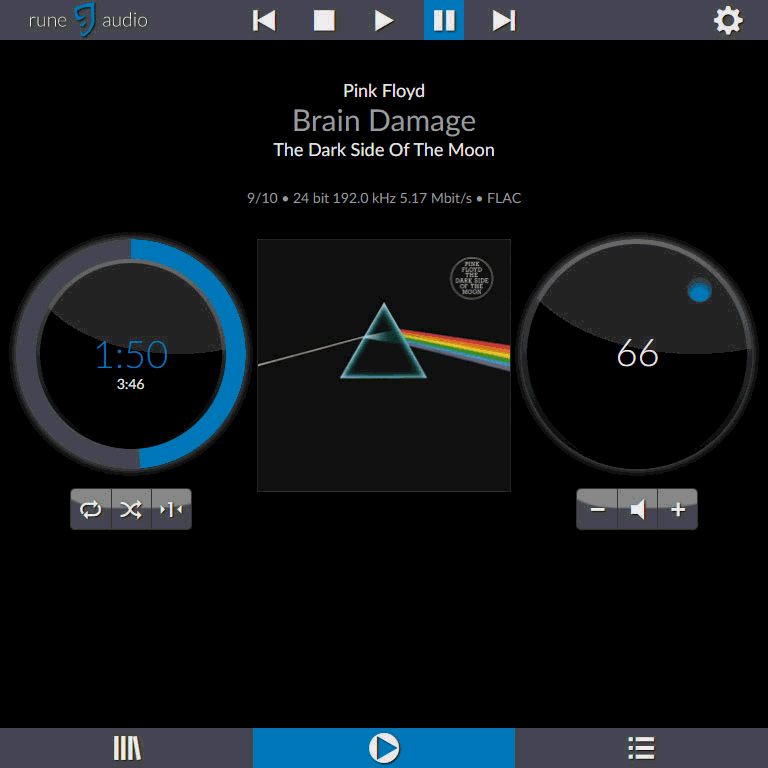 rune audio
Pink Floyd
Brain Damage
The Dark Side Of The Moon
9/10 • 24 bit 192.0 kHz 5.17 Mbit/s • FLAC
PINK
FLOYD
THE
DARK SIDE
OF THE
MOON
1:50
3:46
66
1